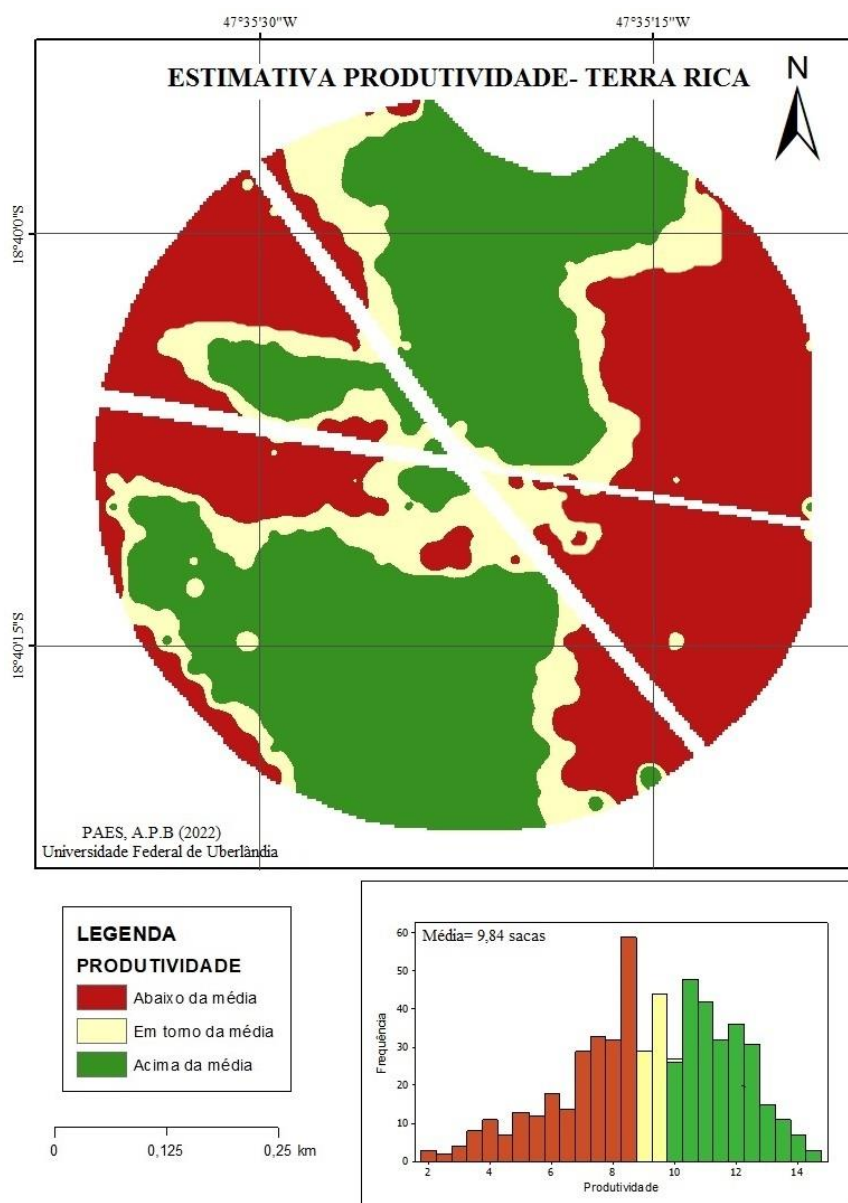 47°35'30"W
47°35'15"W
ESTIMATIVA PRODUTIVIDADE- TERRA RICA
N
18°40'0"S
18°40'15"S
PAES, A.P.B (2022)
Universidade Federal de Uberlândia
LEGENDA
PRODUTIVIDADE
Abaixo da média
Em torno da média
Acima da média
0 0,125 0,25 km
Média= 9,84 sacas
Frequência
60
50
40
30
20
10
0
2 4 6 8 10 12 14
Produtividade